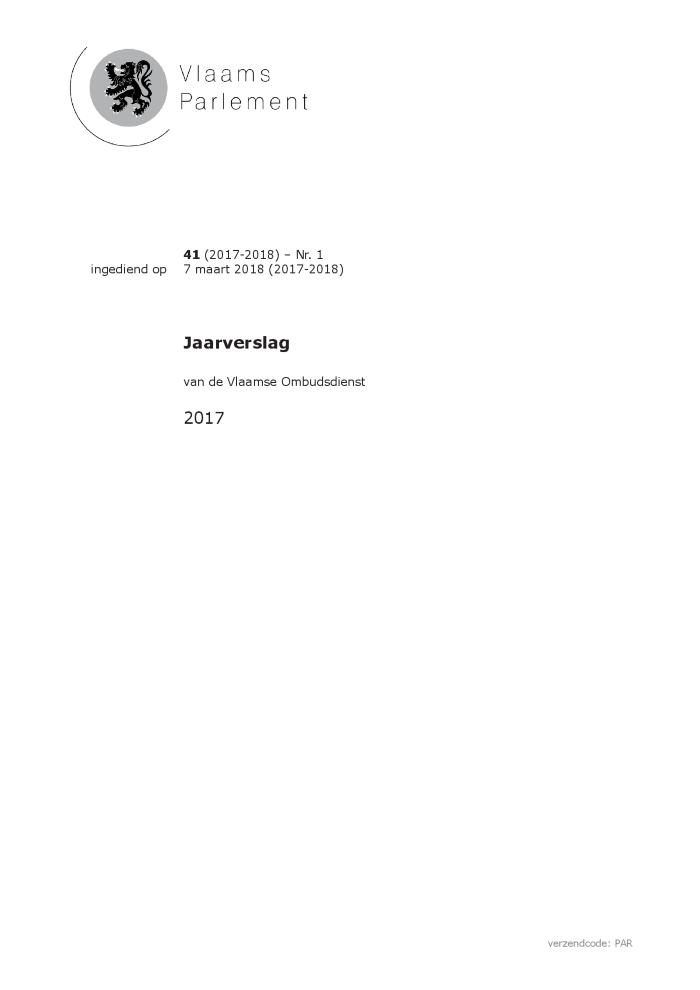 Vlaams
Parlement
41 (2017-2018) – Nr. 1
ingediend op 7 maart 2018 (2017-2018)
Jaarverslag
van de Vlaamse Ombudsdienst
2017
verzendcode: PAR